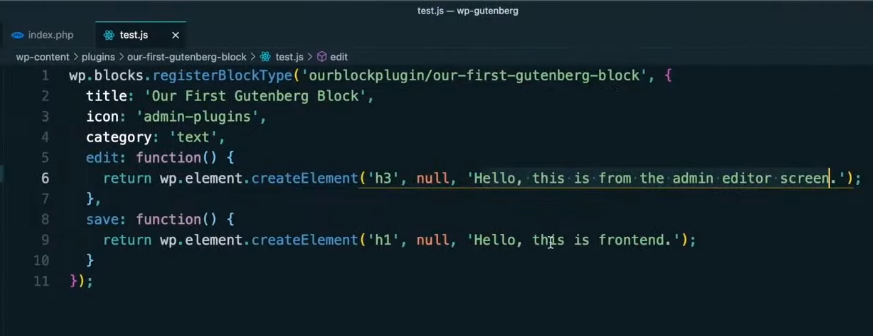 test.js — wp-gutenberg
index.php test.js ×
wp-content > plugins > our-first-gutenberg-block > test.js > edit
1 wp.blocks.registerBlockType('ourblockplugin/our-first-gutenberg-block', {
2 title: 'Our First Gutenberg Block',
3 icon: 'admin-plugins',
4 category: 'text',
5 edit: function() {
6 return wp.element.createElement('h3', null, 'Hello, this is from the admin editor screen.');
7 },
8 save: function() {
9 return wp.element.createElement('h1', null, 'Hello, this is frontend.');
10 }
11 });